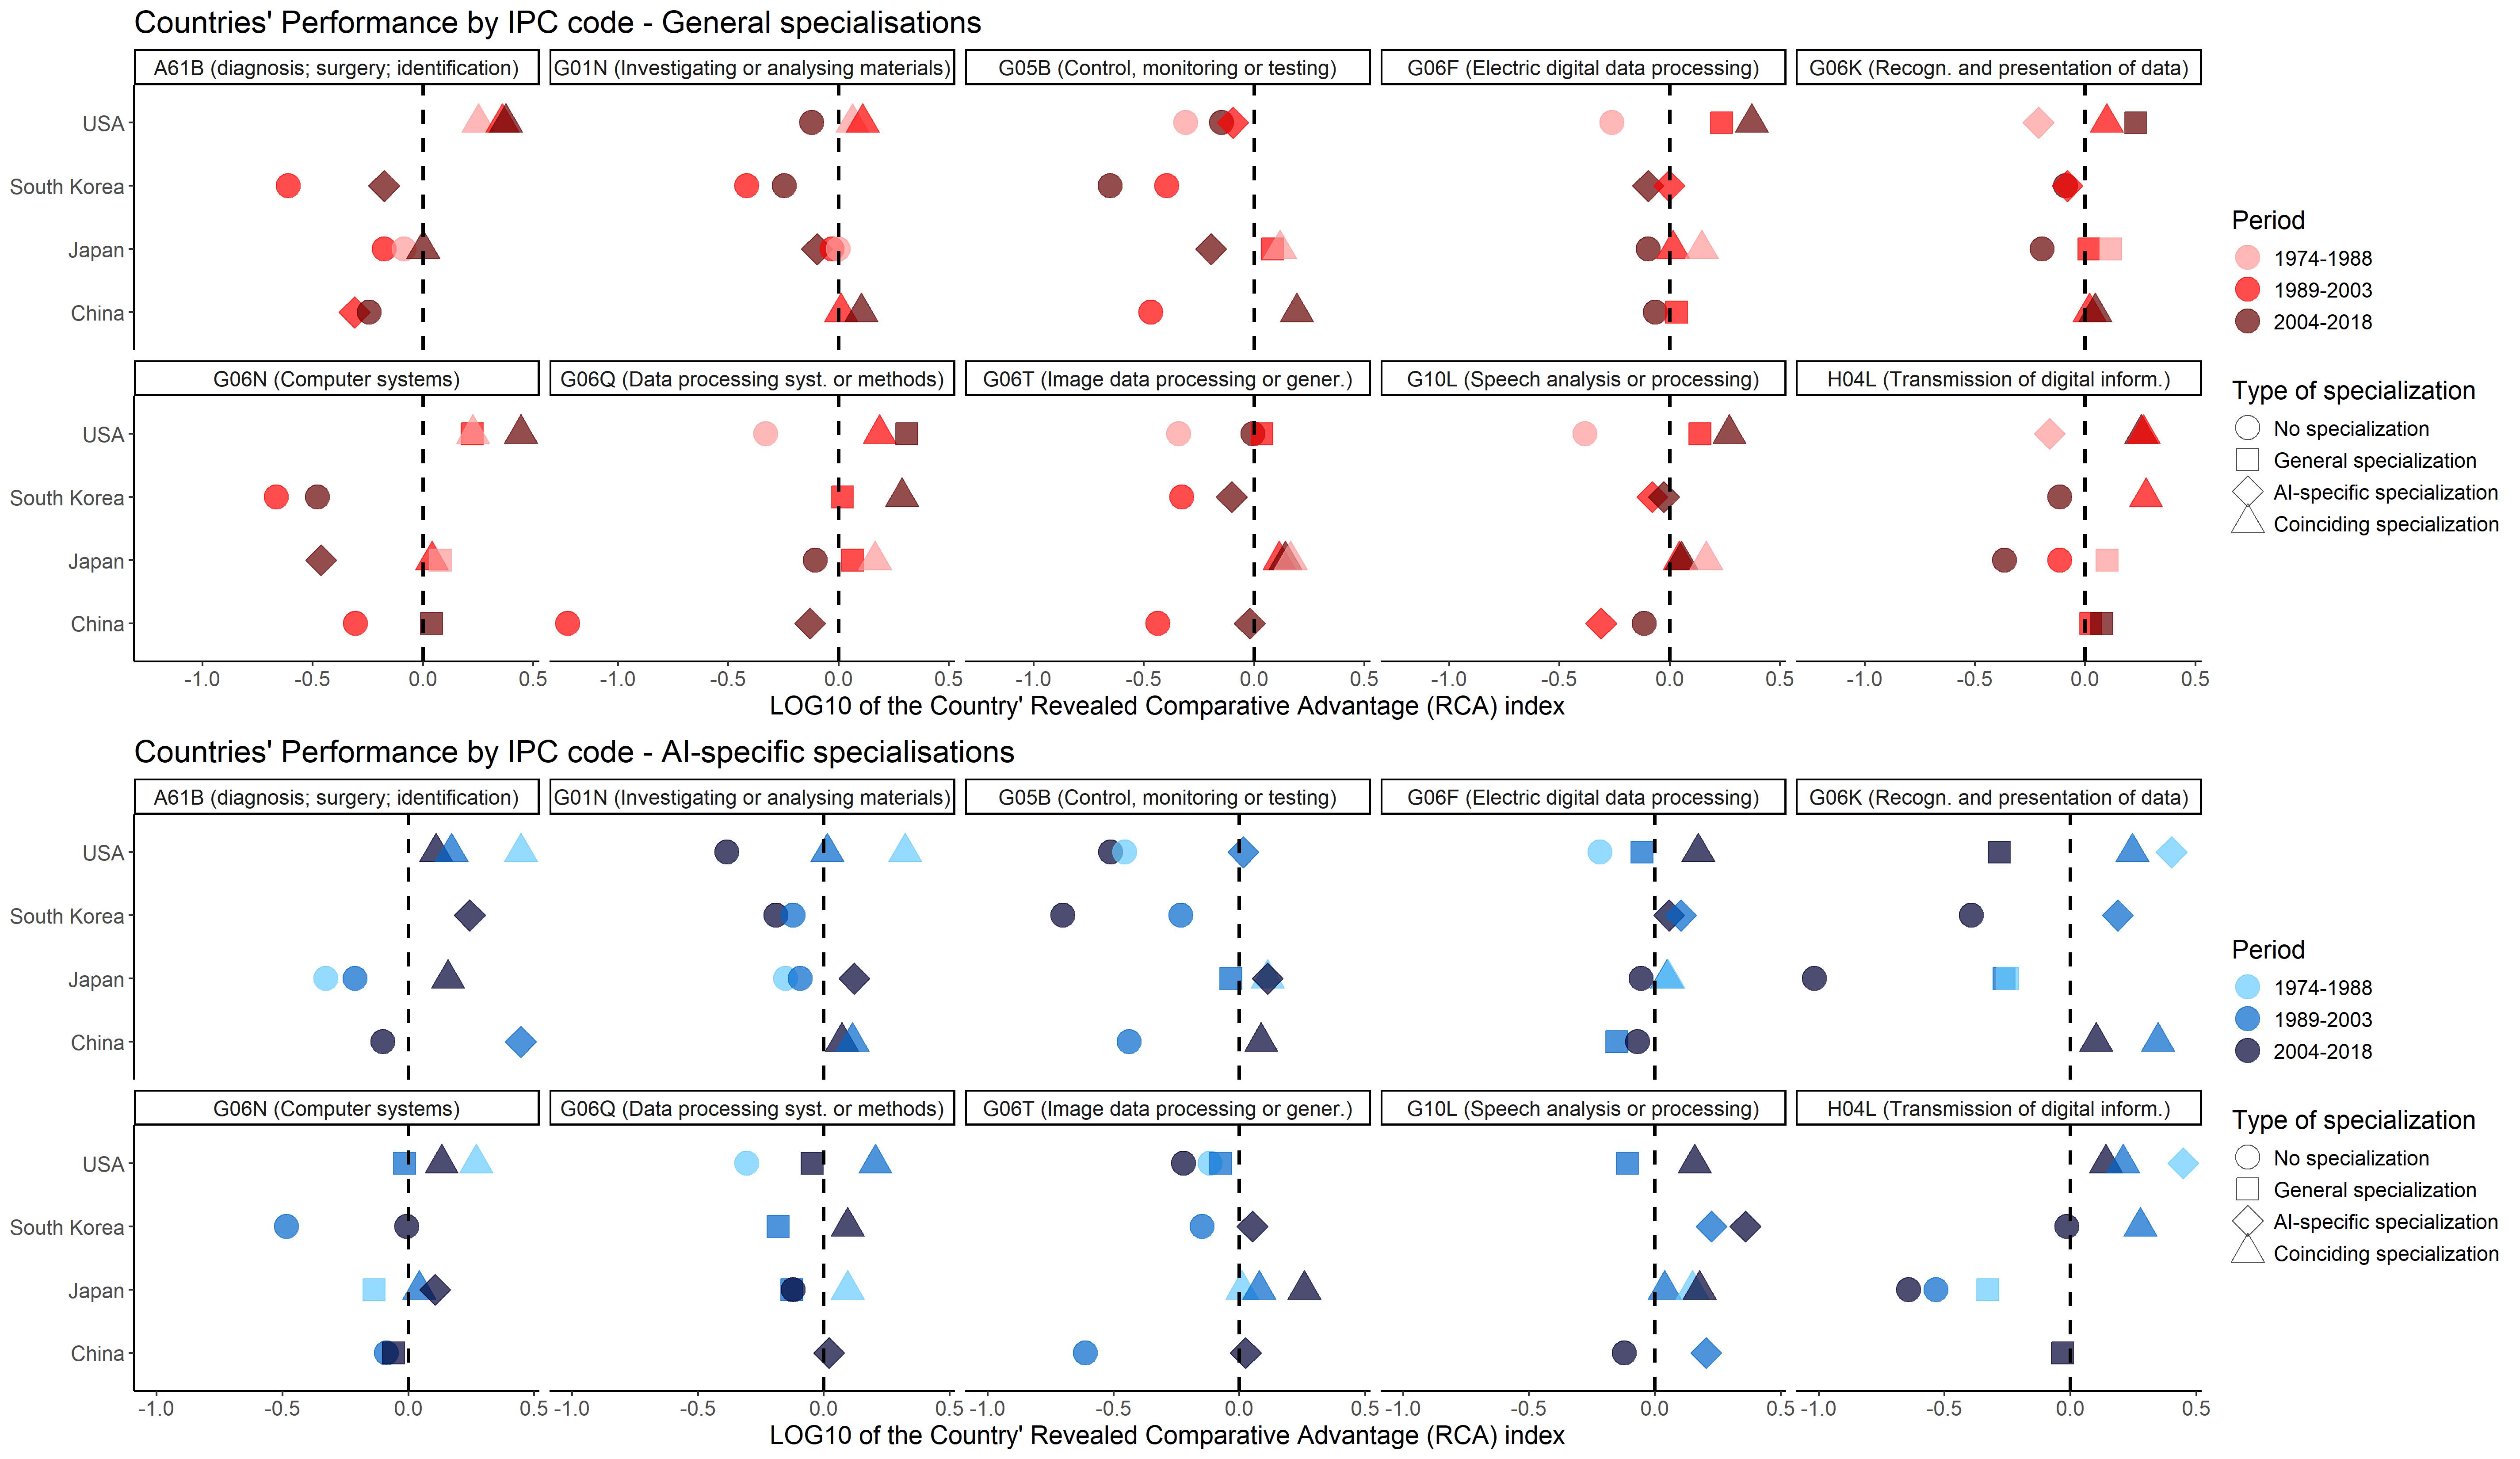 Countries' Performance by IPC code - General specialisations
A61B (diagnosis; surgery; identification)
G01N (Investigating or analysing materials)
G05B (Control, monitoring or testing)
G06F (Electric digital data processing)
G06K (Recogn. and presentation of data)
USA
South Korea
Japan
China
G06N (Computer systems)
G06Q (Data processing syst. or methods)
G06T (Image data processing or gener.)
G10L (Speech analysis or processing)
H04L (Transmission of digital inform.)
USA
South Korea
Japan
China
-1.0 -0.5 0.0 0.5
-1.0 -0.5 0.0 0.5
-1.0 -0.5 0.0 0.5
-1.0 -0.5 0.0 0.5
-1.0 -0.5 0.0 0.5
LOG10 of the Country' Revealed Comparative Advantage (RCA) index
Period
1974-1988
1989-2003
2004-2018
Type of specialization
No specialization
General specialization
AI-specific specialization
Coinciding specialization
Countries' Performance by IPC code - AI-specific specialisations
A61B (diagnosis; surgery; identification)
G01N (Investigating or analysing materials)
G05B (Control, monitoring or testing)
G06F (Electric digital data processing)
G06K (Recogn. and presentation of data)
USA
South Korea
Japan
China
G06N (Computer systems)
G06Q (Data processing syst. or methods)
G06T (Image data processing or gener.)
G10L (Speech analysis or processing)
H04L (Transmission of digital inform.)
USA
South Korea
Japan
China
-1.0 -0.5 0.0 0.5
-1.0 -0.5 0.0 0.5
-1.0 -0.5 0.0 0.5
-1.0 -0.5 0.0 0.5
-1.0 -0.5 0.0 0.5
LOG10 of the Country' Revealed Comparative Advantage (RCA) index
Period
1974-1988
1989-2003
2004-2018
Type of specialization
No specialization
General specialization
AI-specific specialization
Coinciding specialization